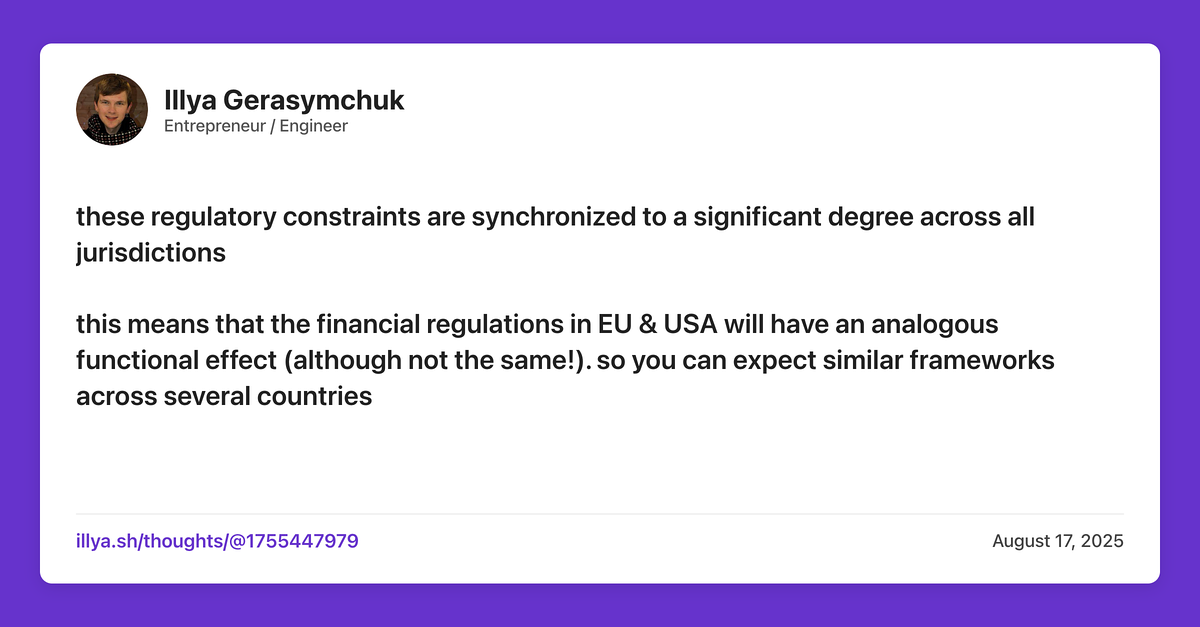 Illya Gerasymchuk
Entrepreneur / Engineer
these regulatory constraints are synchronized to a significant degree across all
jurisdictions
this means that the financial regulations in EU & USA will have an analogous
functional effect (although not the same!). so you can expect similar frameworks
across several countries
illya.sh/thoughts/@1755447979
August 17, 2025